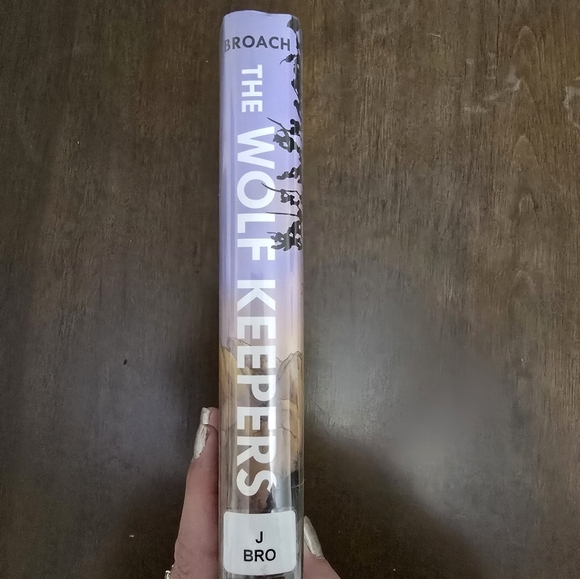 BROACH
THE WOLF KEEPERS
J
BRO